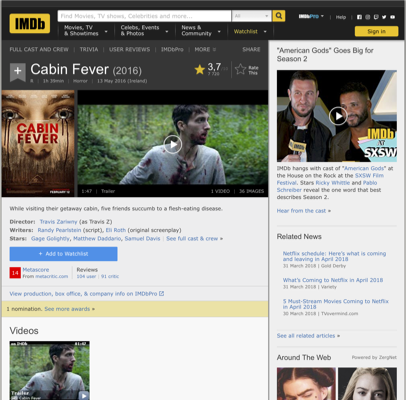 IMDb
Find Movies, TV shows, Celebrities and more...
All
Movies, TV & Showtimes
Celebs, Events & Photos
News & Community
Watchlist
IMDbPro
Help
Sign in
FULL CAST AND CREW | TRIVIA | USER REVIEWS | IMDbPro | MORE
SHARE
Cabin Fever (2016)
1h 39min | Horror | 13 May 2016 (Ireland)
3,7
Rate This
CABIN FEVER
1:47 | Trailer
1 VIDEO | 36 IMAGES
While visiting their getaway cabin, five friends succumb to a flesh-eating disease.
Director: Travis Zariwny (as Travis Z)
Writers: Randy Pearlstein (script), Eli Roth (original screenplay)
Stars: Gage Golightly, Matthew Daddario, Samuel Davis | See full cast & crew »
+ Add to Watchlist
14
Metascore
From metacritic.com
Reviews
104 user | 91 critic
View production, box office, & company info on IMDbPro
1 nomination. See more awards »
Videos
Trailer
Cabin Fever
"American Gods" Goes Big for Season 2
IMDb
at
SXSW
IMDb hangs with cast of "American Gods" at the House on the Rock at the SXSW Film Festival. Stars Ricky Whittle and Pablo Schreiber reveal the one word that best describes Season 2.
Hear from the cast »
Related News
Netflix schedule: Here's what is coming and leaving in April 2018
31 March 2018 | Gold Derby
What's Coming to Netflix in April 2018
31 March 2018 | Variety
5 Must-Stream Movies Coming to Netflix in April 2018
30 March 2018 | TVovermind.com
See all related articles »
Around The Web
Powered by ZergNet